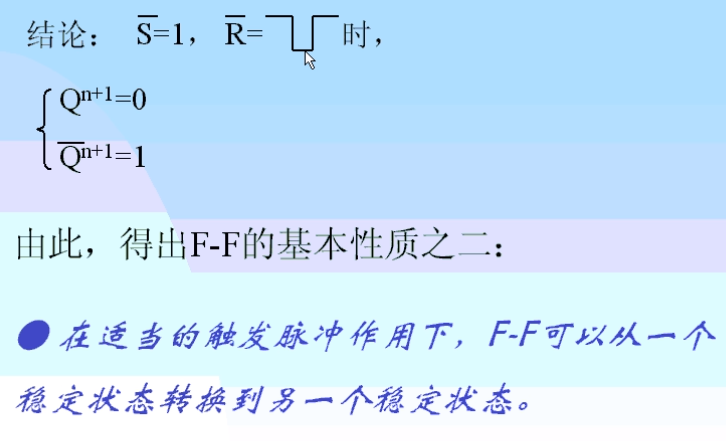 结论： S̅=1， R̅= 时，
Qⁿ⁺¹=0
Q̅ⁿ⁺¹=1
由此，得出F-F的基本性质之二：
● 在适当的触发脉冲作用下，F-F可以从一个
稳定状态转换到另一个稳定状态。